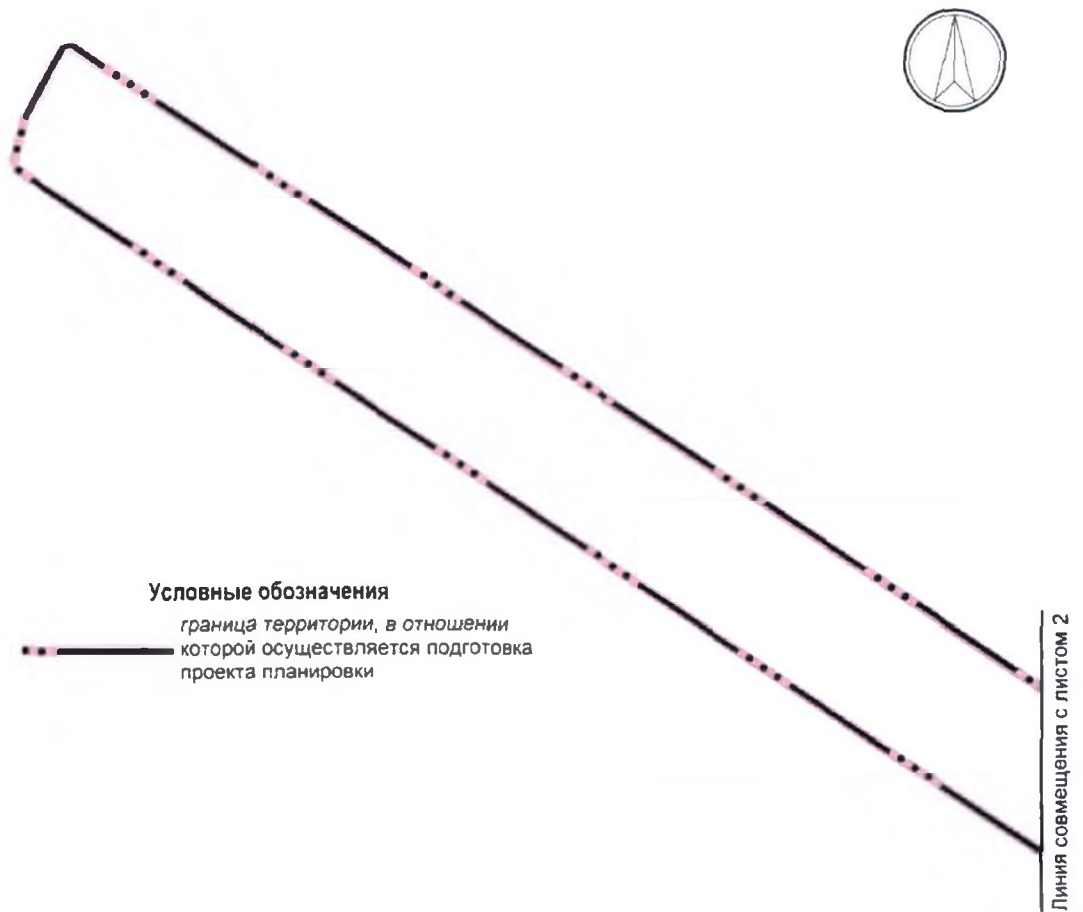 Условные обозначения
граница территории, в отношении
которой осуществляется подготовка
проекта планировки
Линия совмещения с листом 2